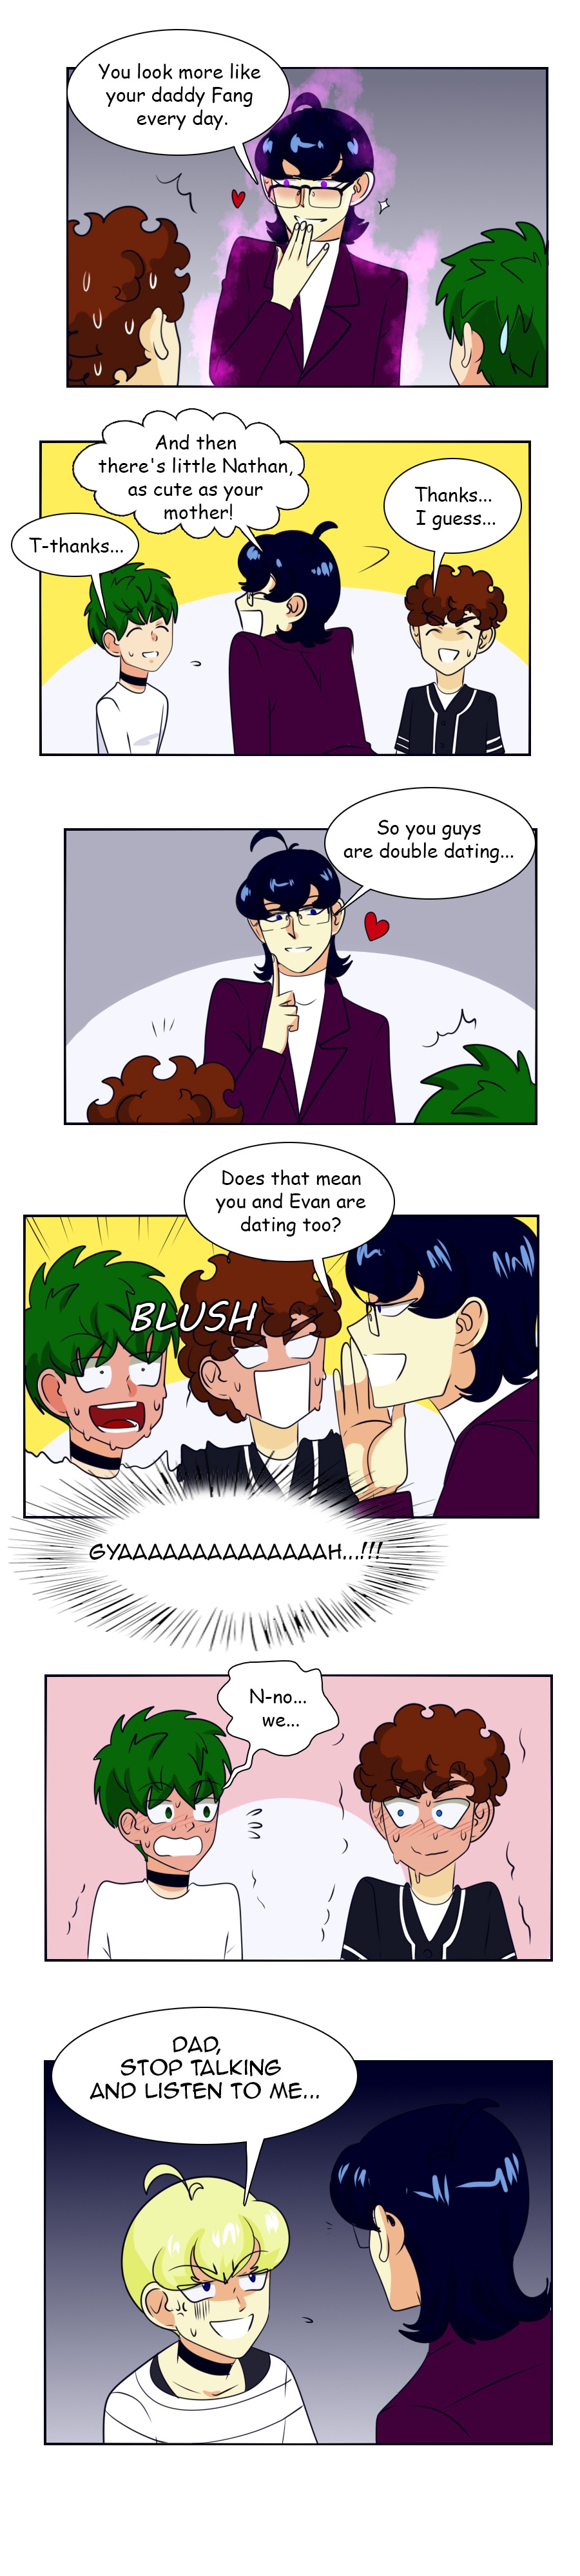 You look more like
your daddy Fang
every day.
And then
there's little Nathan,
as cute as your
mother!
Thanks...
I guess...
T-thanks...
So you guys
are double dating...
Does that mean
you and Evan are
dating too?
BLUSH
GYAAAAAAAAAAAAAAH...!!!
N-no...
we...
DAD,
STOP TALKING
AND LISTEN TO ME...